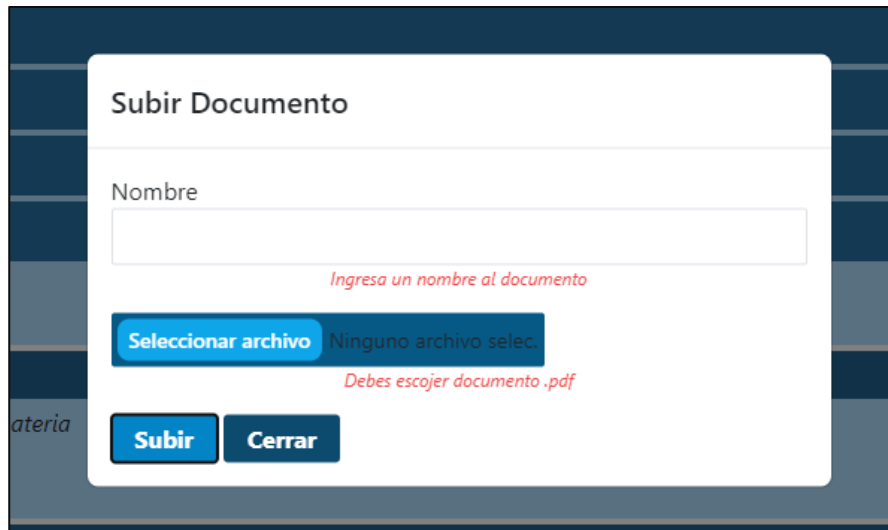 Subir Documento
Nombre
Ingresa un nombre al documento
Seleccionar archivo Ninguno archivo selec.
Debes escojer documento .pdf
ateria
Subir Cerrar